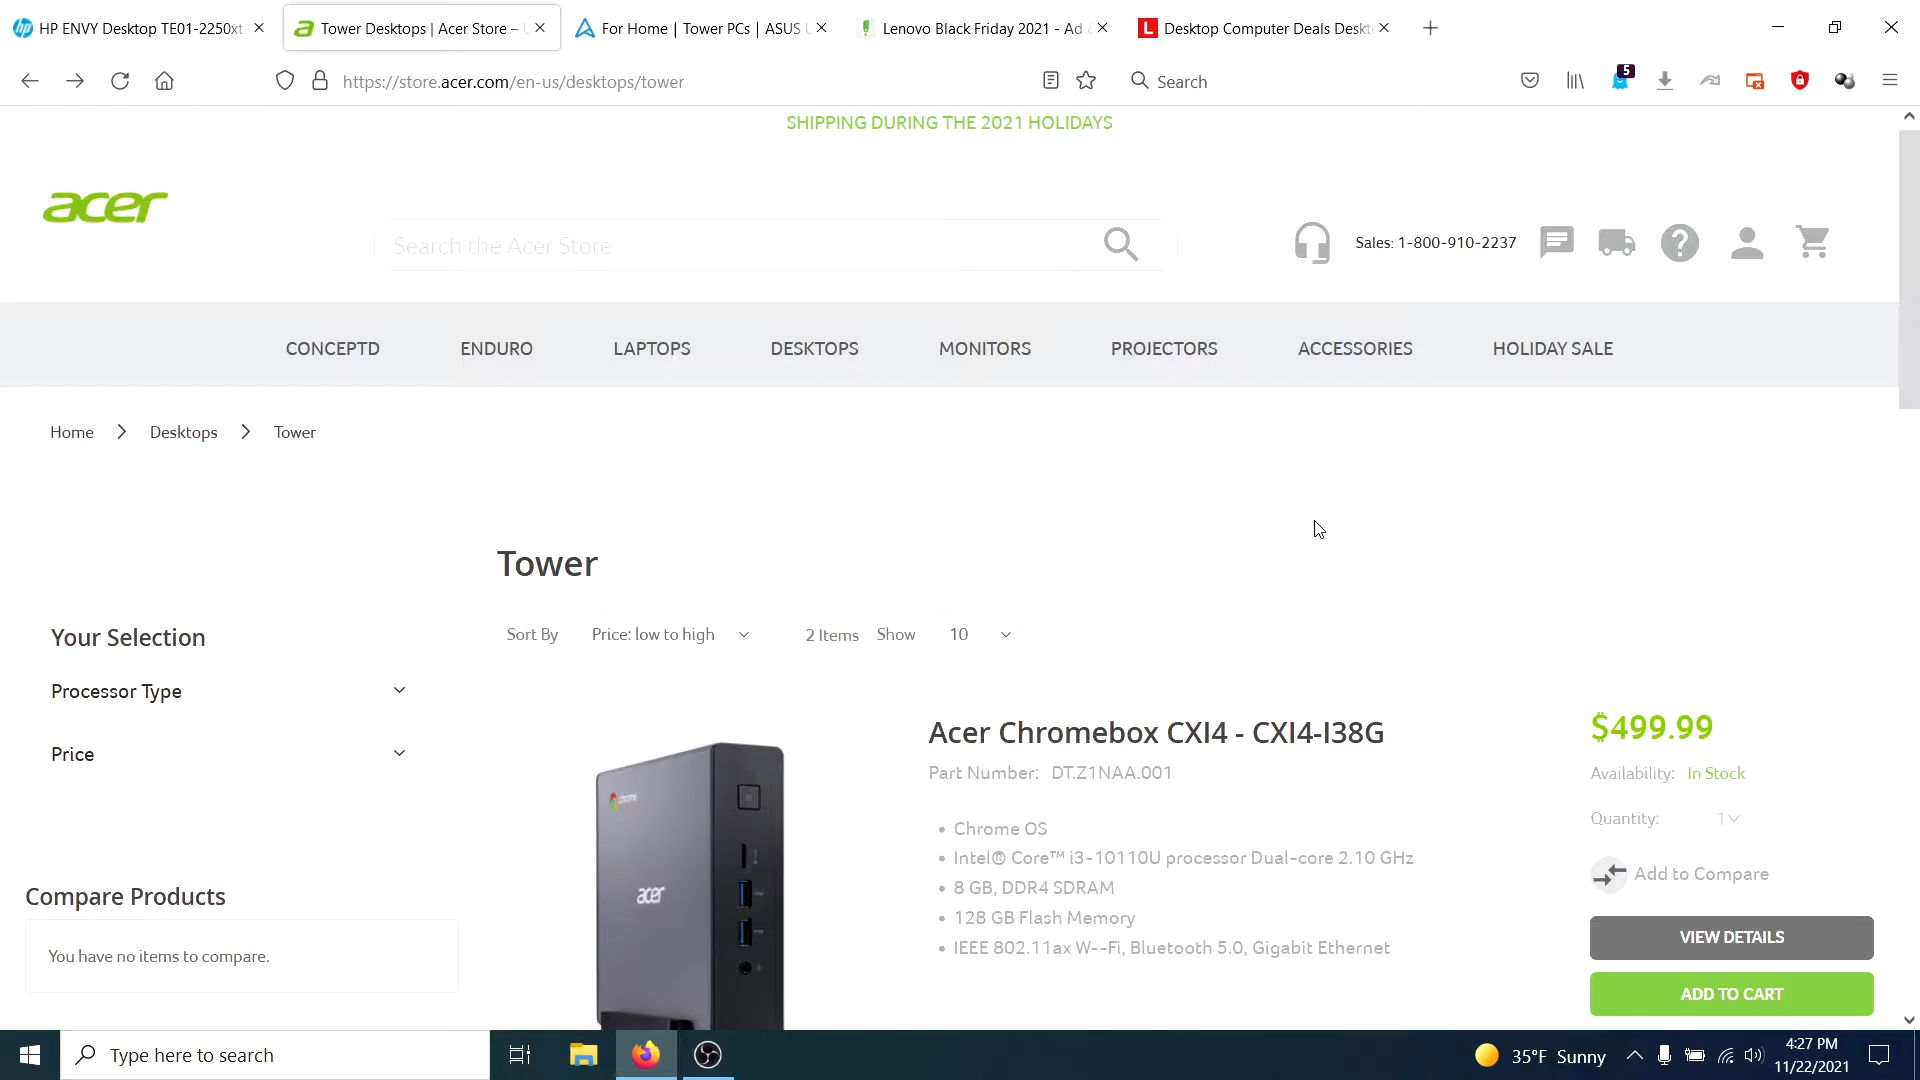 HP ENVY Desktop TE01-2250xt
Tower Desktops | Acer Store – U
For Home | Tower PCs | ASUS U
Lenovo Black Friday 2021 - Ad &
L
Desktop Computer Deals Deskt
https://store.acer.com/en-us/desktops/tower
Search
5
SHIPPING DURING THE 2021 HOLIDAYS
acer
Search the Acer Store
Sales: 1-800-910-2237
CONCEPTD
ENDURO
LAPTOPS
DESKTOPS
MONITORS
PROJECTORS
ACCESSORIES
HOLIDAY SALE
Home > Desktops > Tower
Tower
Sort By Price: low to high 2 Items Show 10
Your Selection
Processor Type
Price
Compare Products
You have no items to compare.
chrome
acer
Acer Chromebox CXI4 - CXI4-I38G
Part Number: DT.Z1NAA.001
• Chrome OS
• Intel® Core™ i3-10110U processor Dual-core 2.10 GHz
• 8 GB, DDR4 SDRAM
• 128 GB Flash Memory
• IEEE 802.11ax W--Fi, Bluetooth 5.0, Gigabit Ethernet
$499.99
Availability: In Stock
Quantity: 1
Add to Compare
VIEW DETAILS
ADD TO CART
Type here to search
35°F Sunny
4:27 PM
11/22/2021